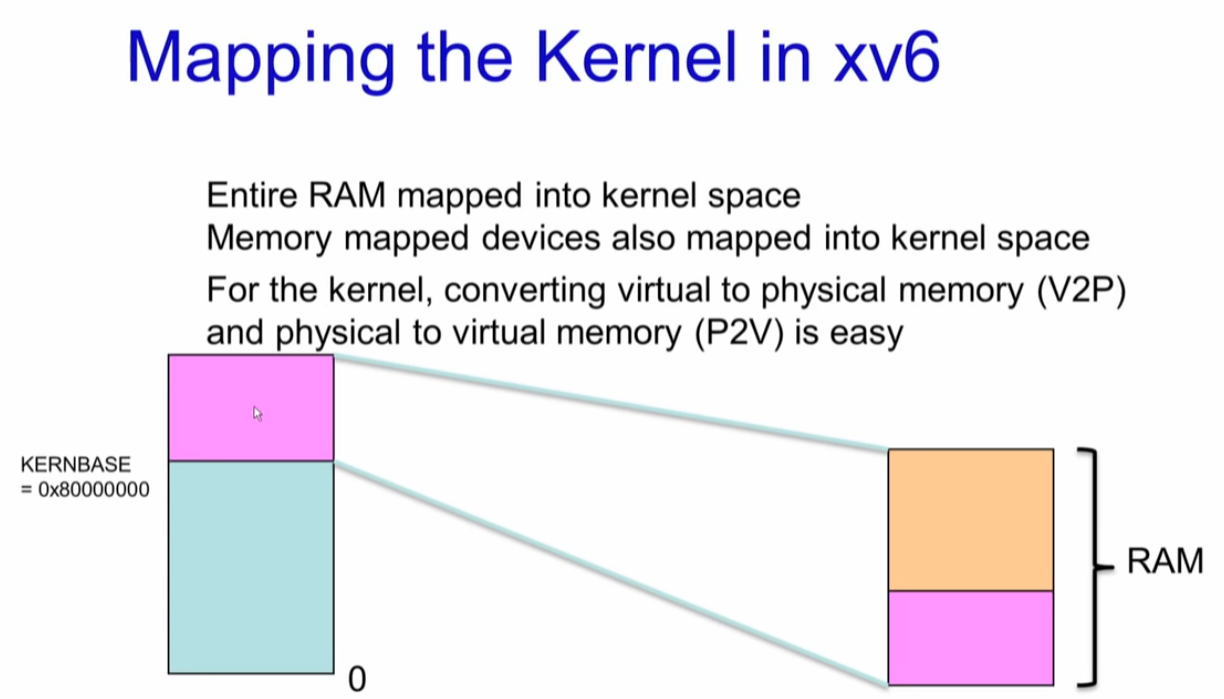 Mapping the Kernel in xv6
Entire RAM mapped into kernel space
Memory mapped devices also mapped into kernel space
For the kernel, converting virtual to physical memory (V2P)
and physical to virtual memory (P2V) is easy
KERNBASE
= 0x80000000
RAM
0